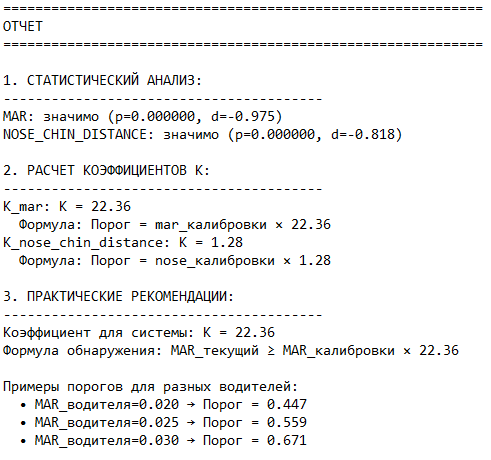 ============================================================
ОТЧЕТ
============================================================
1. СТАТИСТИЧЕСКИЙ АНАЛИЗ:
----------------------------------------
MAR: значимо (p=0.000000, d=-0.975)
NOSE_CHIN_DISTANCE: значимо (p=0.000000, d=-0.818)
2. РАСЧЕТ КОЭФФИЦИЕНТОВ K:
----------------------------------------
K_mar: K = 22.36
Формула: Порог = mar_калибровки × 22.36
K_nose_chin_distance: K = 1.28
Формула: Порог = nose_калибровки × 1.28
3. ПРАКТИЧЕСКИЕ РЕКОМЕНДАЦИИ:
----------------------------------------
Коэффициент для системы: K = 22.36
Формула обнаружения: MAR_текущий ≥ MAR_калибровки × 22.36
Примеры порогов для разных водителей:
• MAR_водителя=0.020 → Порог = 0.447
• MAR_водителя=0.025 → Порог = 0.559
• MAR_водителя=0.030 → Порог = 0.671